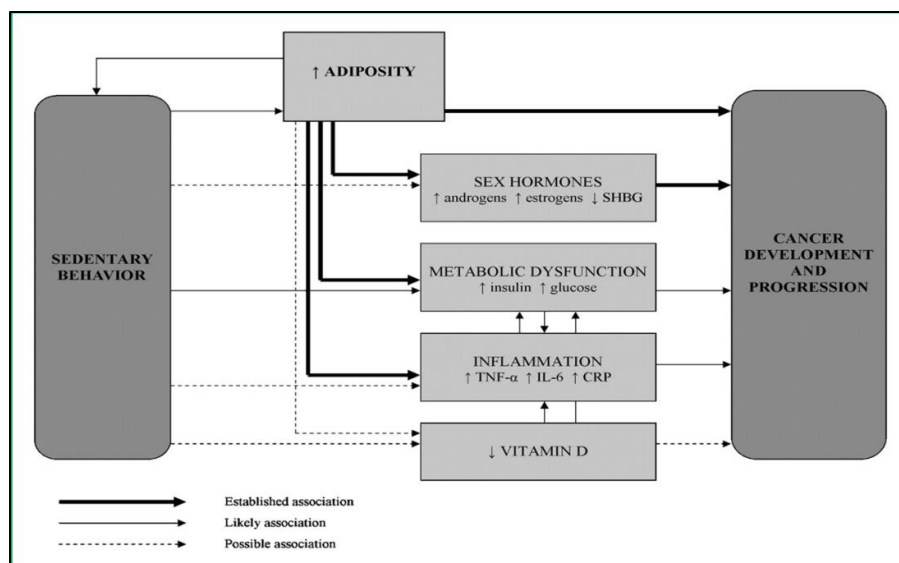 ↑ ADIPOSITY
SEX HORMONES
↑ androgens ↑ estrogens ↓ SHBG
SEDENTARY
BEHAVIOR
METABOLIC DYSFUNCTION
↑ insulin ↑ glucose
CANCER
DEVELOPMENT
AND
PROGRESSION
INFLAMMATION
↑ TNF-α ↑ IL-6 ↑ CRP
↓ VITAMIN D
Established association
Likely association
Possible association